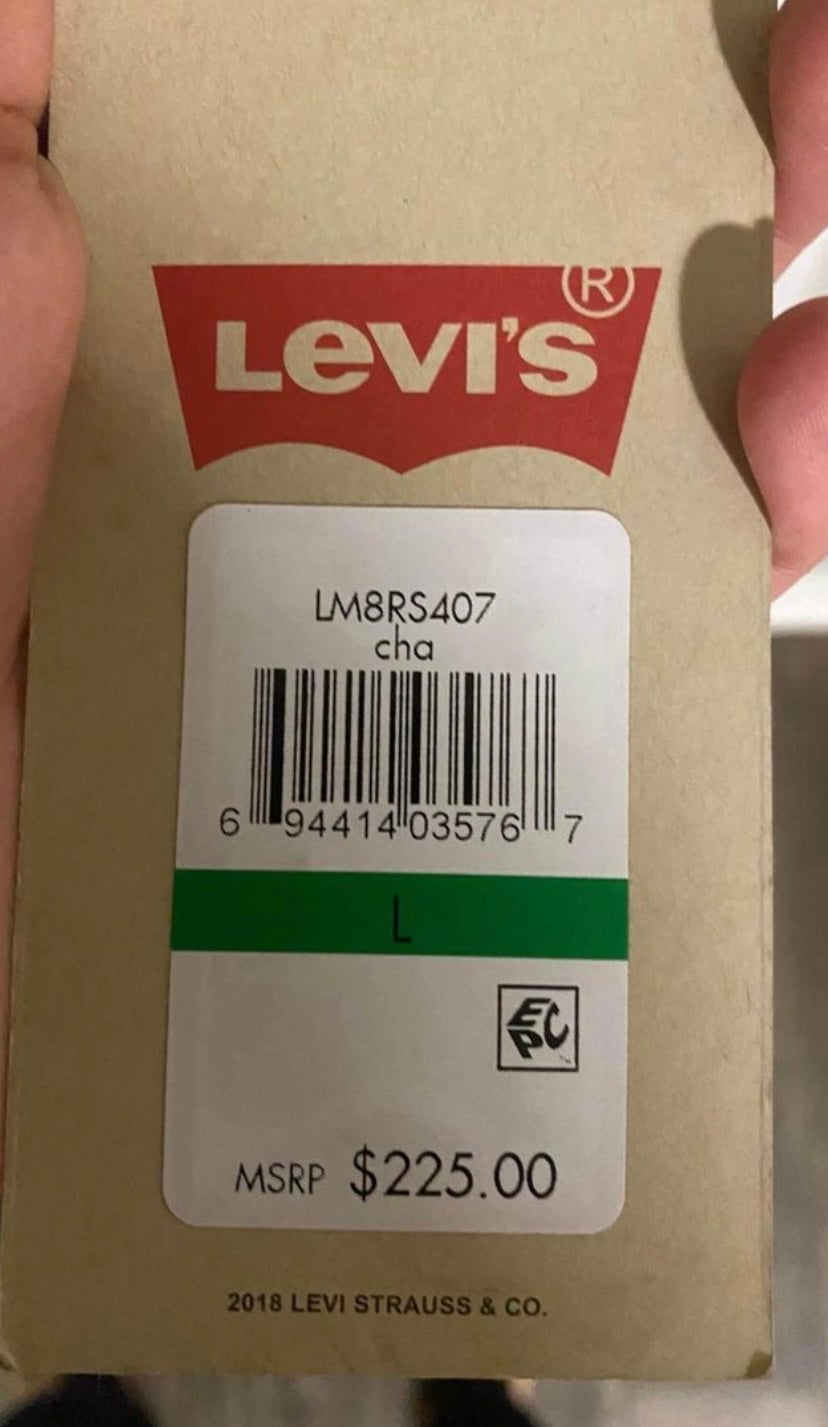 LEVI'S®
LM8RS407
cha
6 94414 03576 7
L
EPC
MSRP $225.00
2018 LEVI STRAUSS & CO.